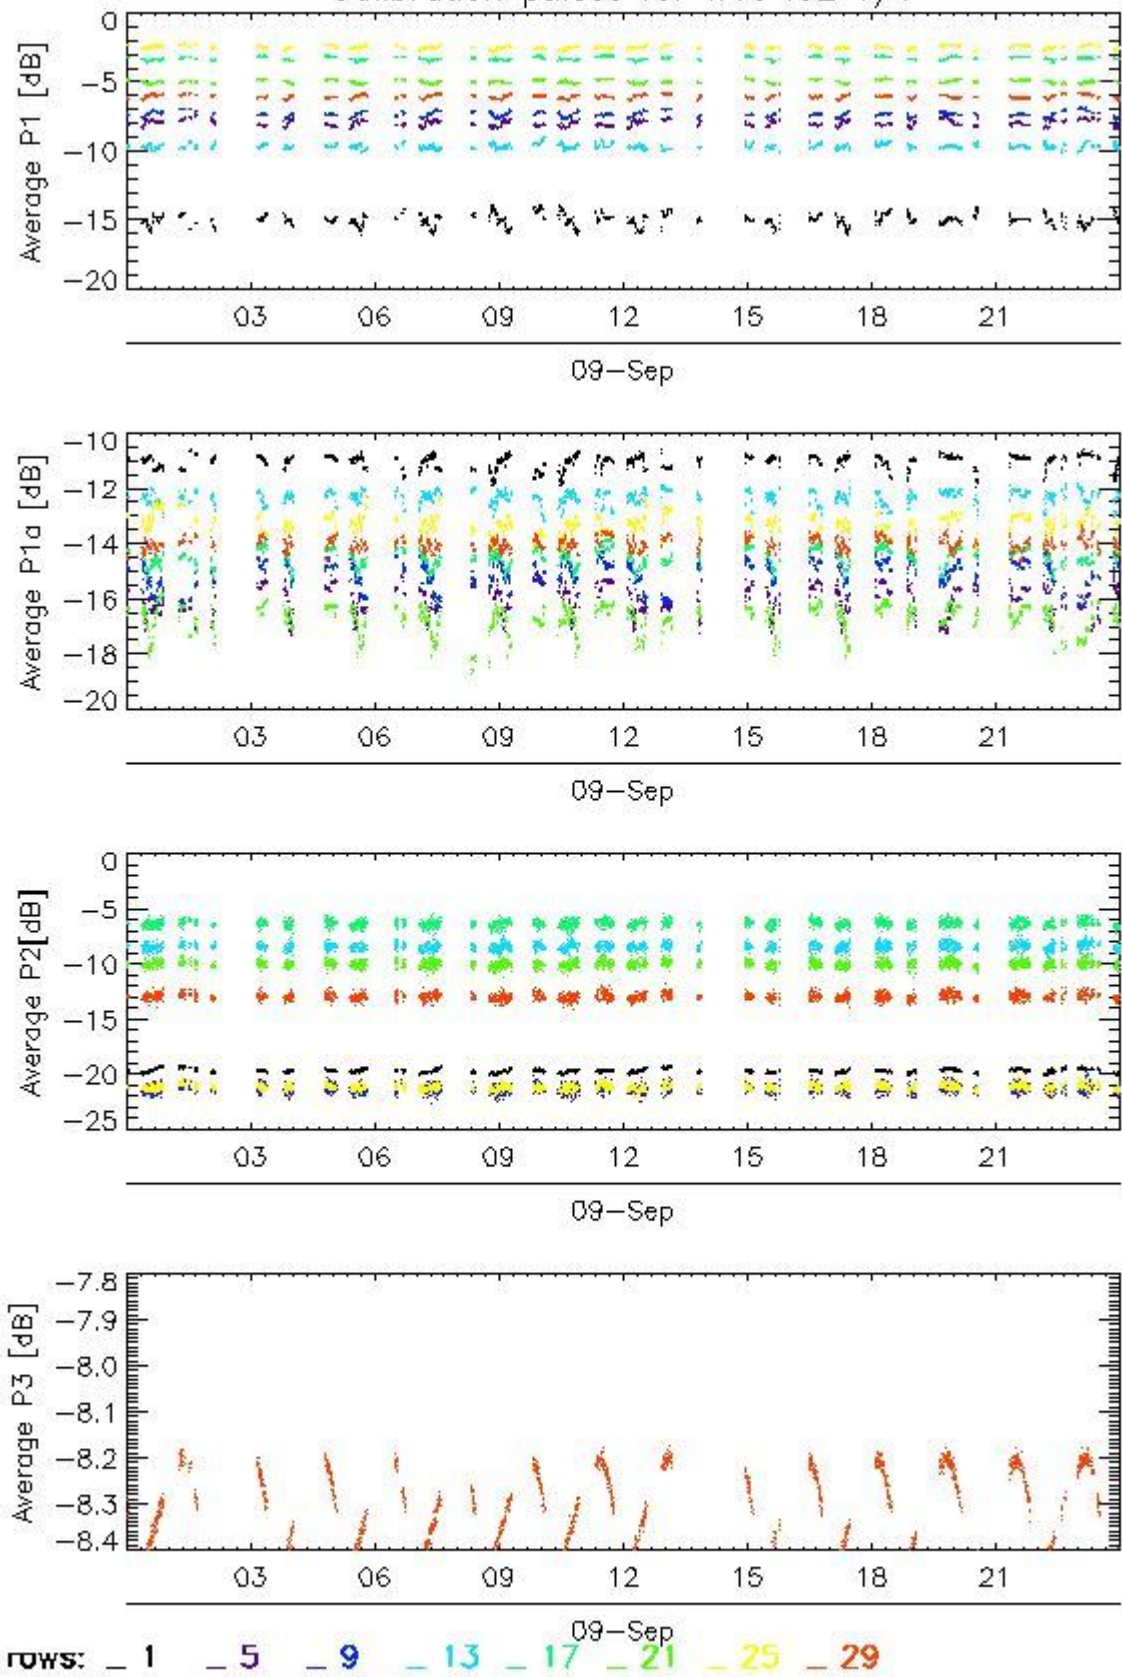 0
-5
-10
-15
-20
Average P1 [dB]
03 06 09 12 15 18 21
09-Sep
-10
-12
-14
-16
-18
-20
Average P1a [dB]
03 06 09 12 15 18 21
09-Sep
0
-5
-10
-15
-20
-25
Average P2[dB]
03 06 09 12 15 18 21
09-Sep
-7.8
-7.9
-8.0
-8.1
-8.2
-8.3
-8.4
Average P3 [dB]
03 06 09 12 15 18 21
09-Sep
rows: _ 1 _ 5 _ 9 _ 13 _ 17 _ 21 _ 25 _ 29